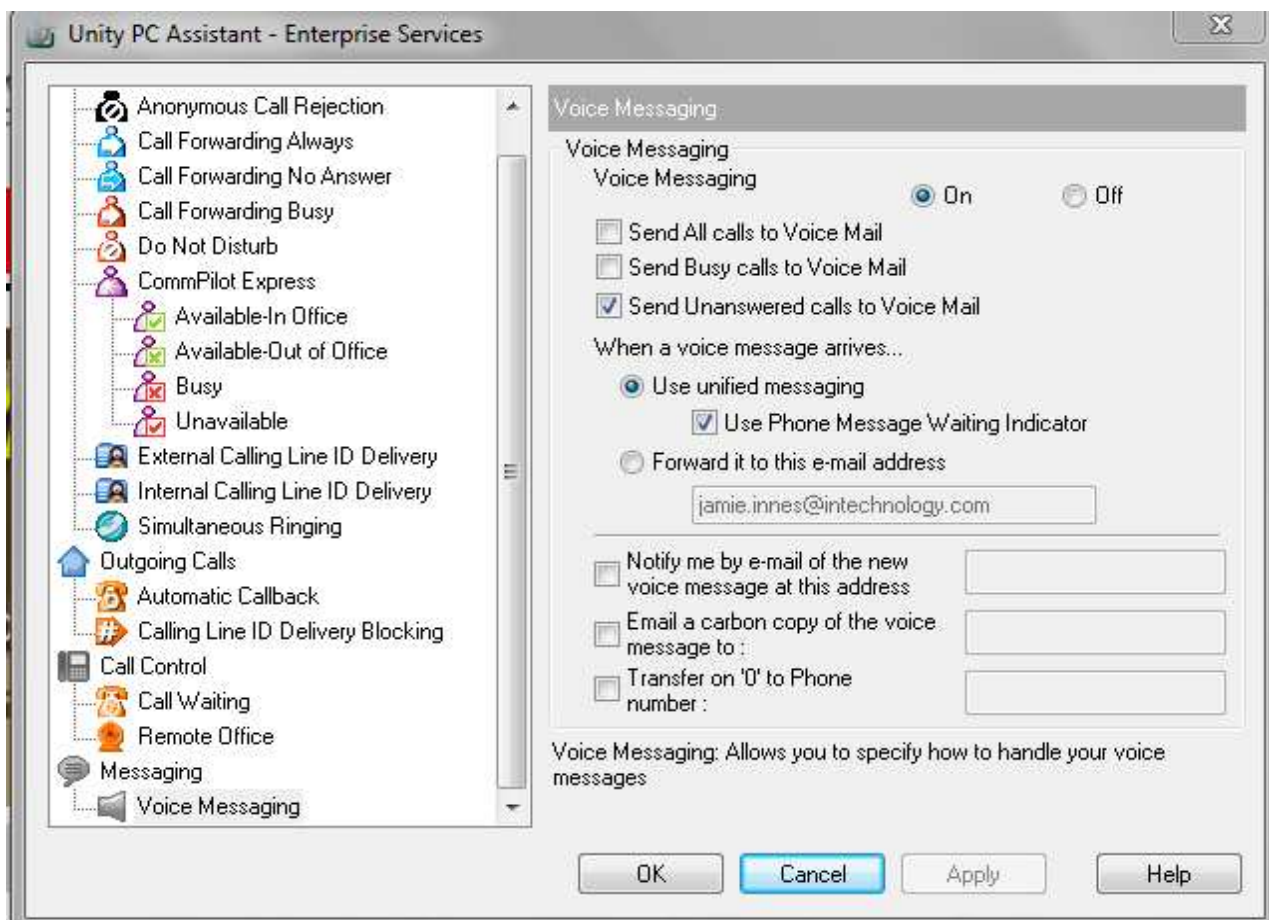 Unity PC Assistant - Enterprise Services
Anonymous Call Rejection
Call Forwarding Always
Call Forwarding No Answer
Call Forwarding Busy
Do Not Disturb
CommPilot Express
Available-In Office
Available-Out of Office
Busy
Unavailable
External Calling Line ID Delivery
Internal Calling Line ID Delivery
Simultaneous Ringing
Outgoing Calls
Automatic Callback
Calling Line ID Delivery Blocking
Call Control
Call Waiting
Remote Office
Messaging
Voice Messaging
Voice Messaging
Voice Messaging
Voice Messaging
On
Off
Send All calls to Voice Mail
Send Busy calls to Voice Mail
Send Unanswered calls to Voice Mail
When a voice message arrives...
Use unified messaging
Use Phone Message Waiting Indicator
Forward it to this e-mail address
jamie.innes@intechnology.com
Notify me by e-mail of the new
voice message at this address
Email a carbon copy of the voice
message to :
Transfer on '0' to Phone
number :
Voice Messaging: Allows you to specify how to handle your voice
messages
OK
Cancel
Apply
Help